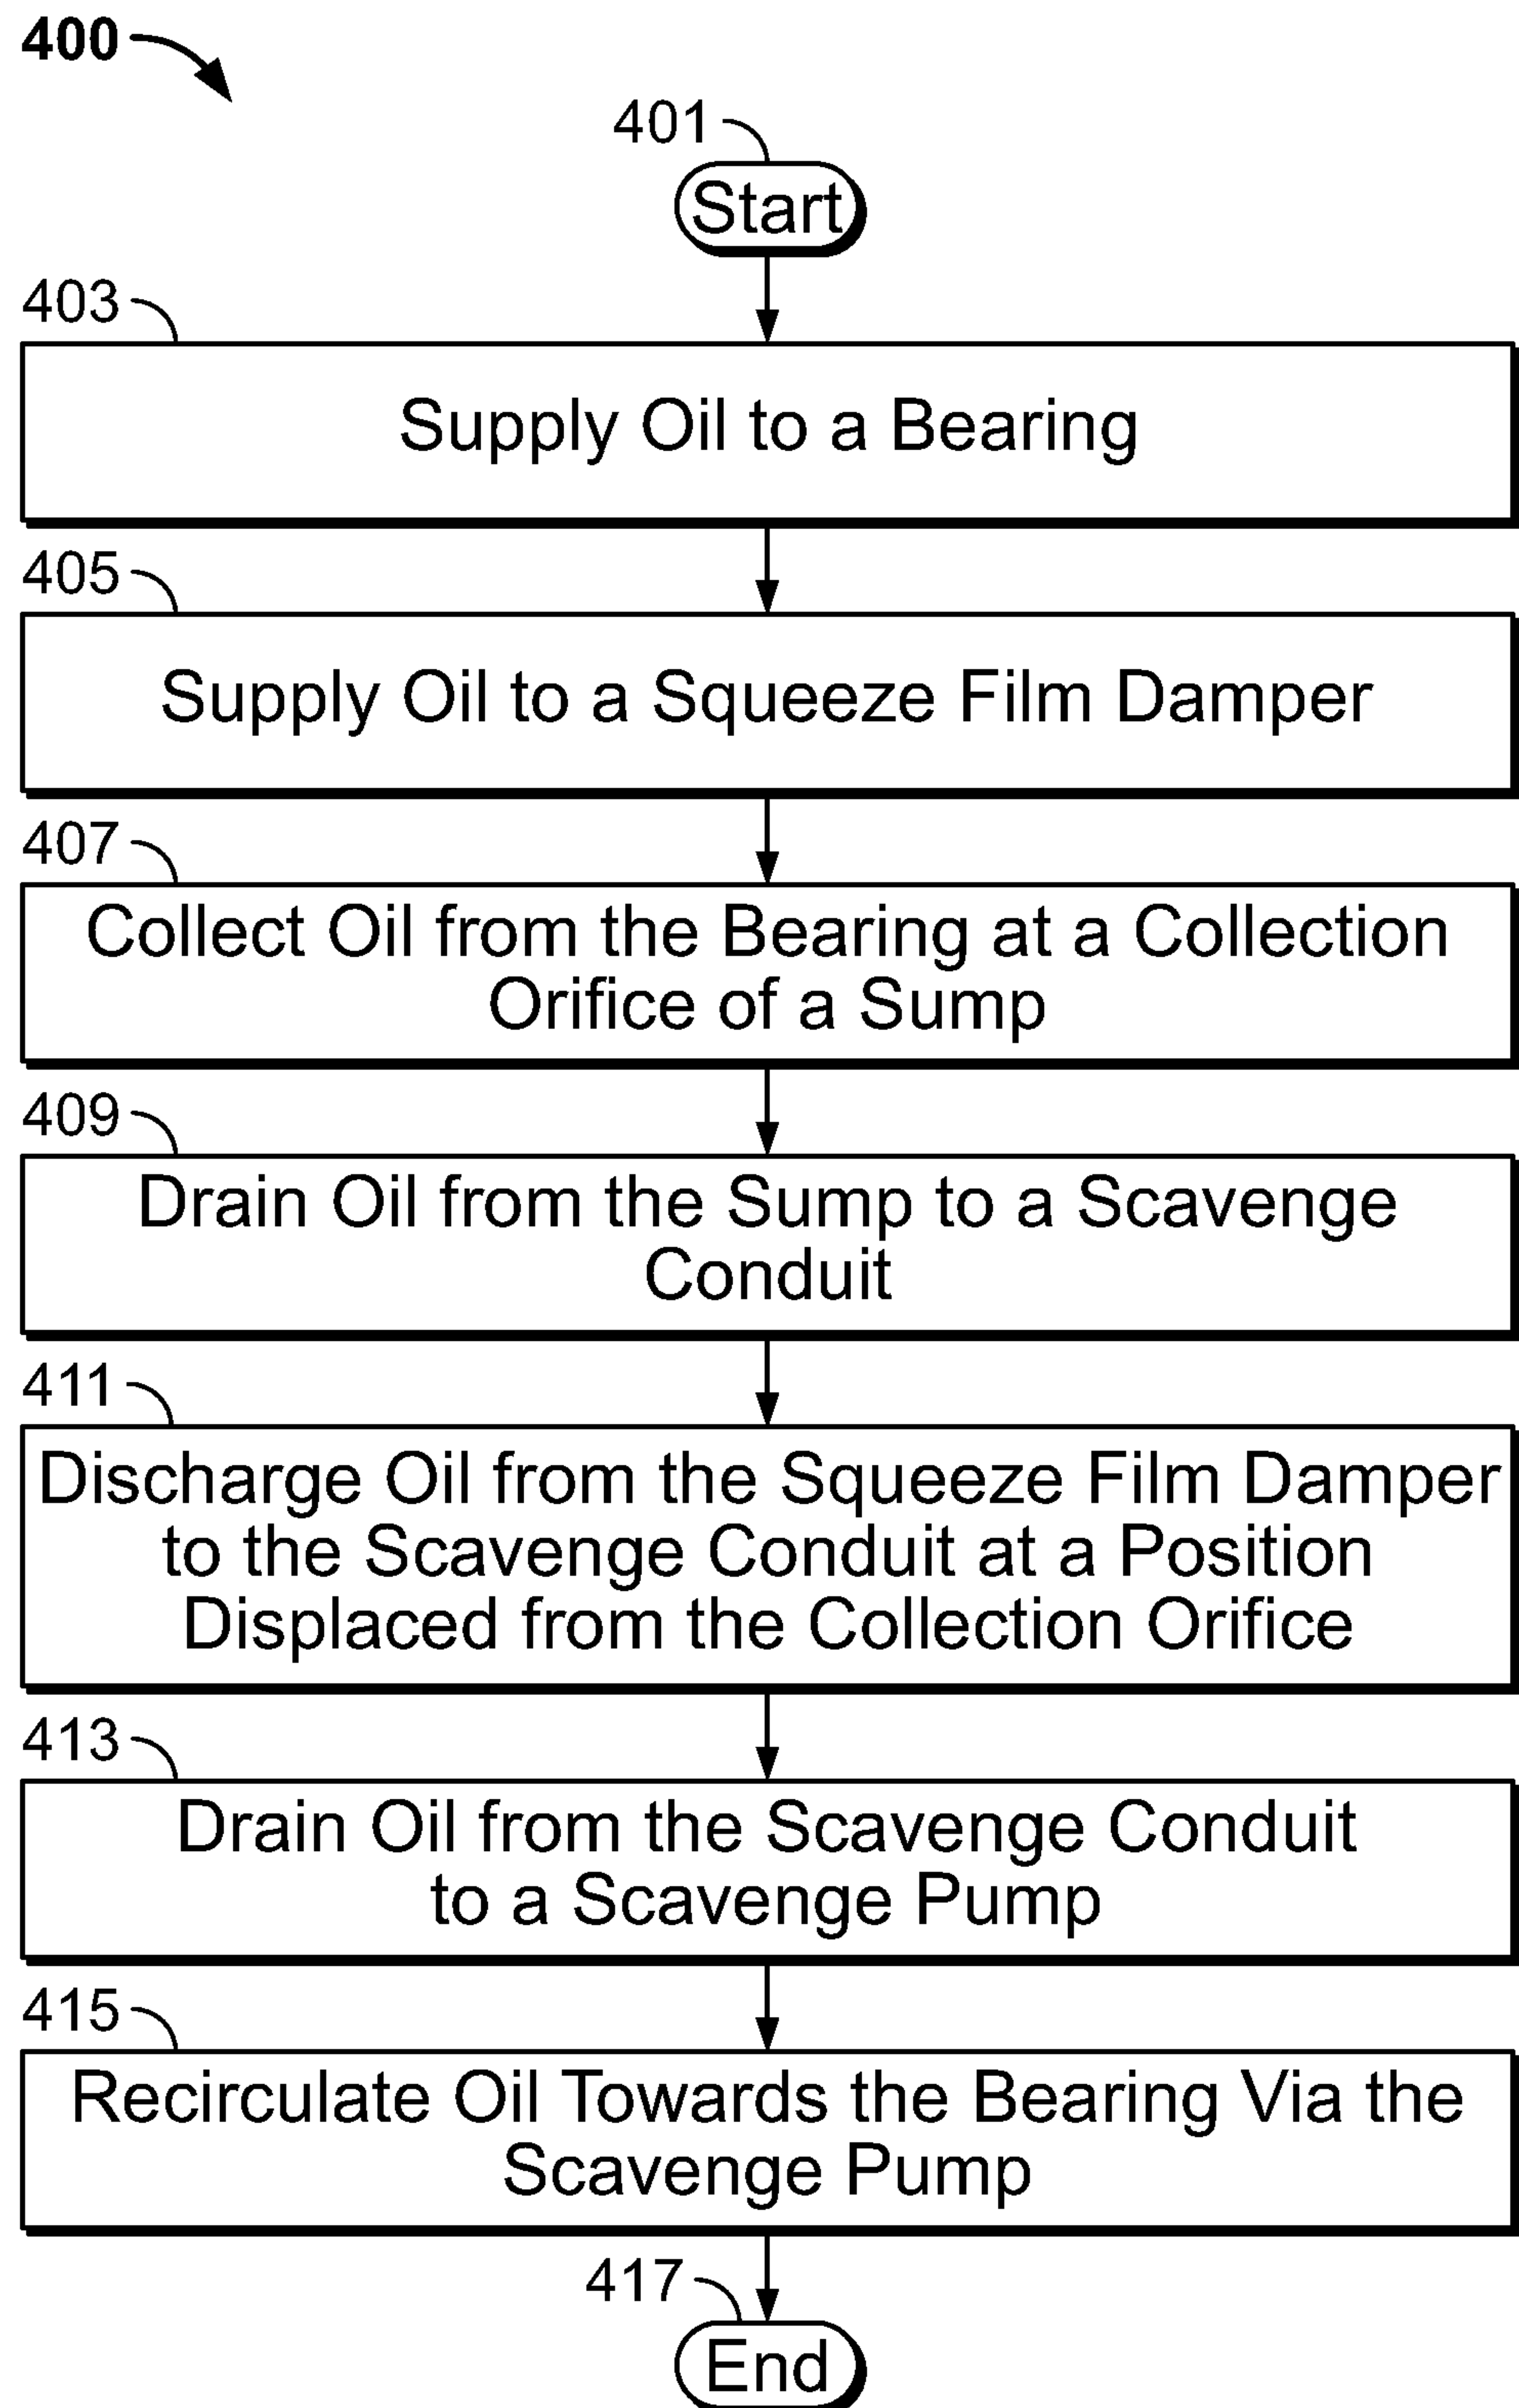 400
401
Start
403
Supply Oil to a Bearing
405
Supply Oil to a Squeeze Film Damper
407
Collect Oil from the Bearing at a Collection
Orifice of a Sump
409
Drain Oil from the Sump to a Scavenge
Conduit
411
Discharge Oil from the Squeeze Film Damper
to the Scavenge Conduit at a Position
Displaced from the Collection Orifice
413
Drain Oil from the Scavenge Conduit
to a Scavenge Pump
415
Recirculate Oil Towards the Bearing Via the
Scavenge Pump
417
End